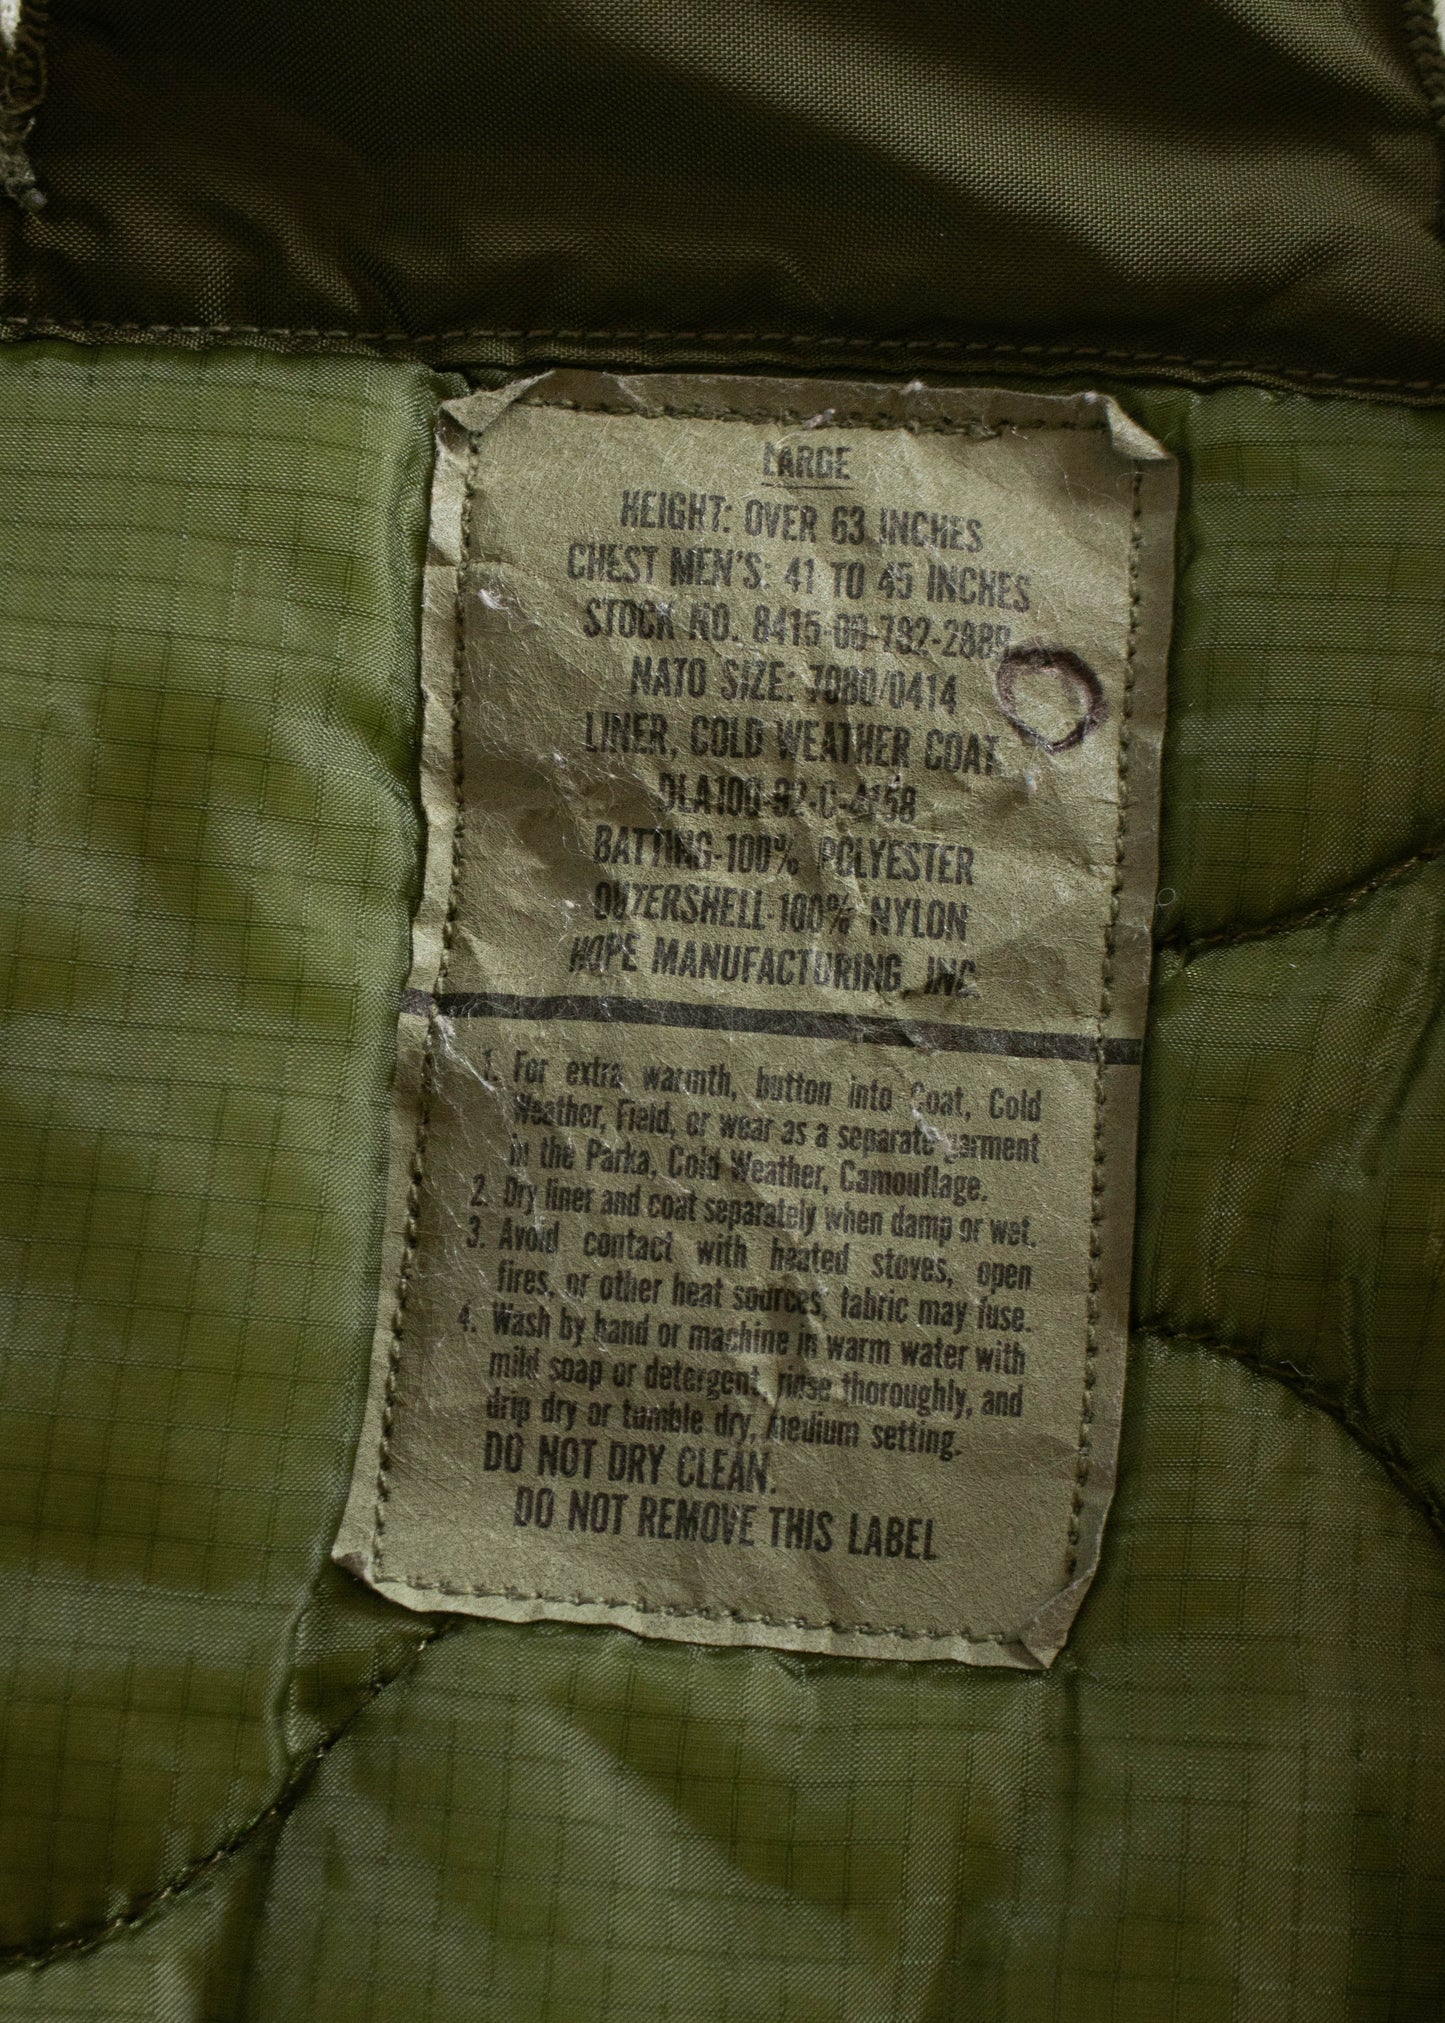 LARGE
HEIGHT: OVER 63 INCHES
CHEST MEN'S: 41 TO 45 INCHES
STOCK NO. 8415-00-782-2889
NATO SIZE: 7080/0414
LINER, COLD WEATHER COAT
DLA100-92-C-4158
BATTING-100% POLYESTER
OUTERSHELL-100% NYLON
HOPE MANUFACTURING, INC.
1. For extra warmth, button into Coat, Cold
Weather, Field, or wear as a separate garment
in the Parka, Cold Weather, Camouflage.
2. Dry liner and coat separately when damp or wet.
3. Avoid contact with heated stoves, open
fires, or other heat sources, fabric may fuse.
4. Wash by hand or machine in warm water with
mild soap or detergent, rinse thoroughly, and
drip dry or tumble dry, medium setting.
DO NOT DRY CLEAN.
DO NOT REMOVE THIS LABEL